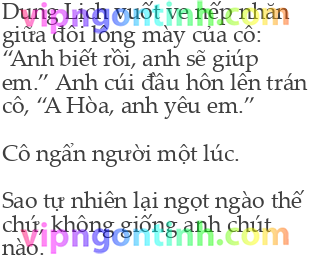 Dung Lịch vuốt ve nếp nhăn
giữa đôi lông mày của cô:
“Anh biết rồi, anh sẽ giúp
em.” Anh cúi đầu hôn lên trán
cô, “A Hòa, anh yêu em.”
Cô ngẩn người một lúc.
Sao tự nhiên lại ngọt ngào thế
chứ, không giống anh chút
nào.
vipngontinh.com
vipngontinh.com